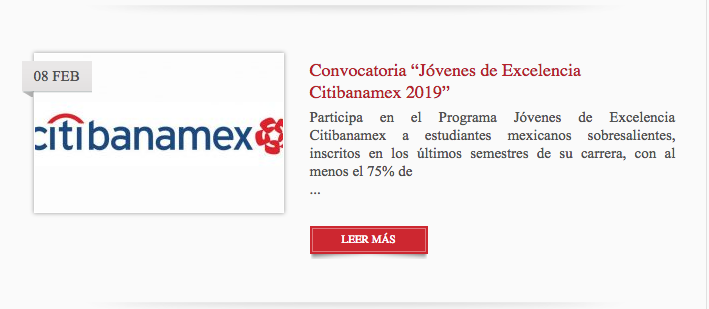 08 FEB
citibanamex
Convocatoria “Jóvenes de Excelencia
Citibanamex 2019”
Participa en el Programa Jóvenes de Excelencia
Citibanamex a estudiantes mexicanos sobresalientes,
inscritos en los últimos semestres de su carrera, con al
menos el 75% de
...
LEER MÁS